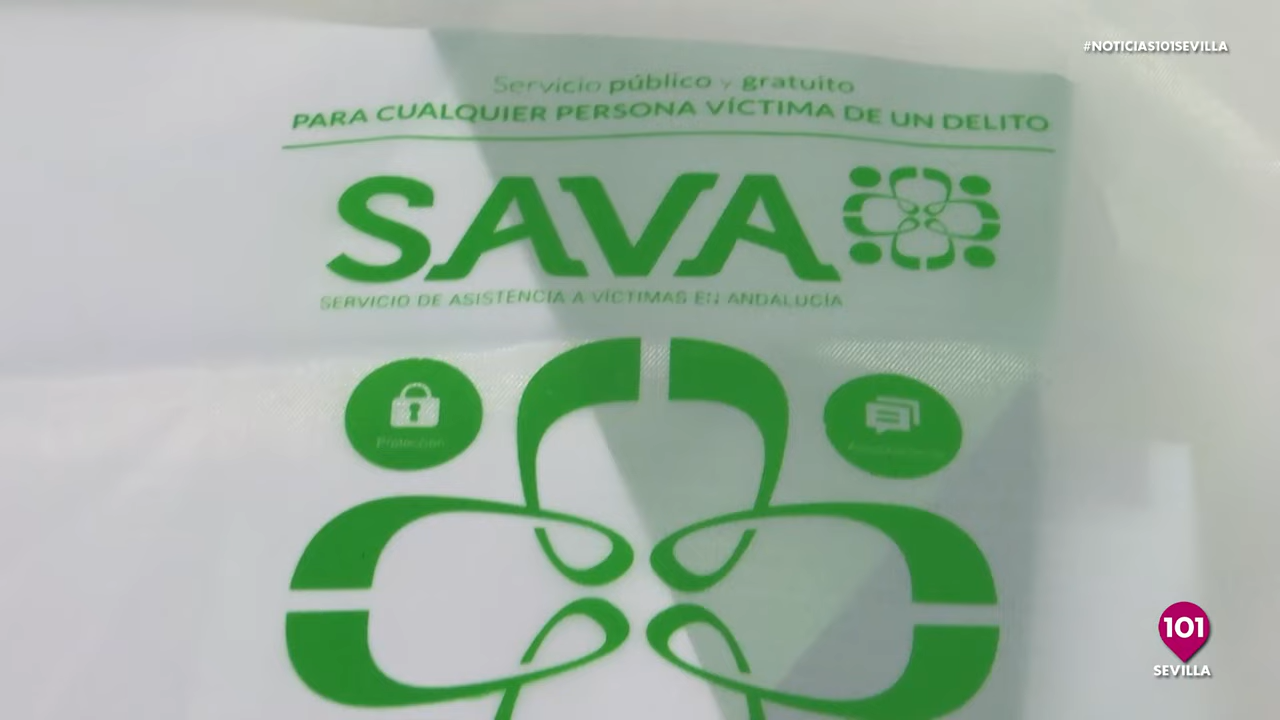 #NOTICIAS101SEVILLA
Servicio público y gratuito
PARA CUALQUIER PERSONA VÍCTIMA DE UN DELITO
SAVA
SERVICIO DE ASISTENCIA A VÍCTIMAS EN ANDALUCÍA
Protección
101
SEVILLA